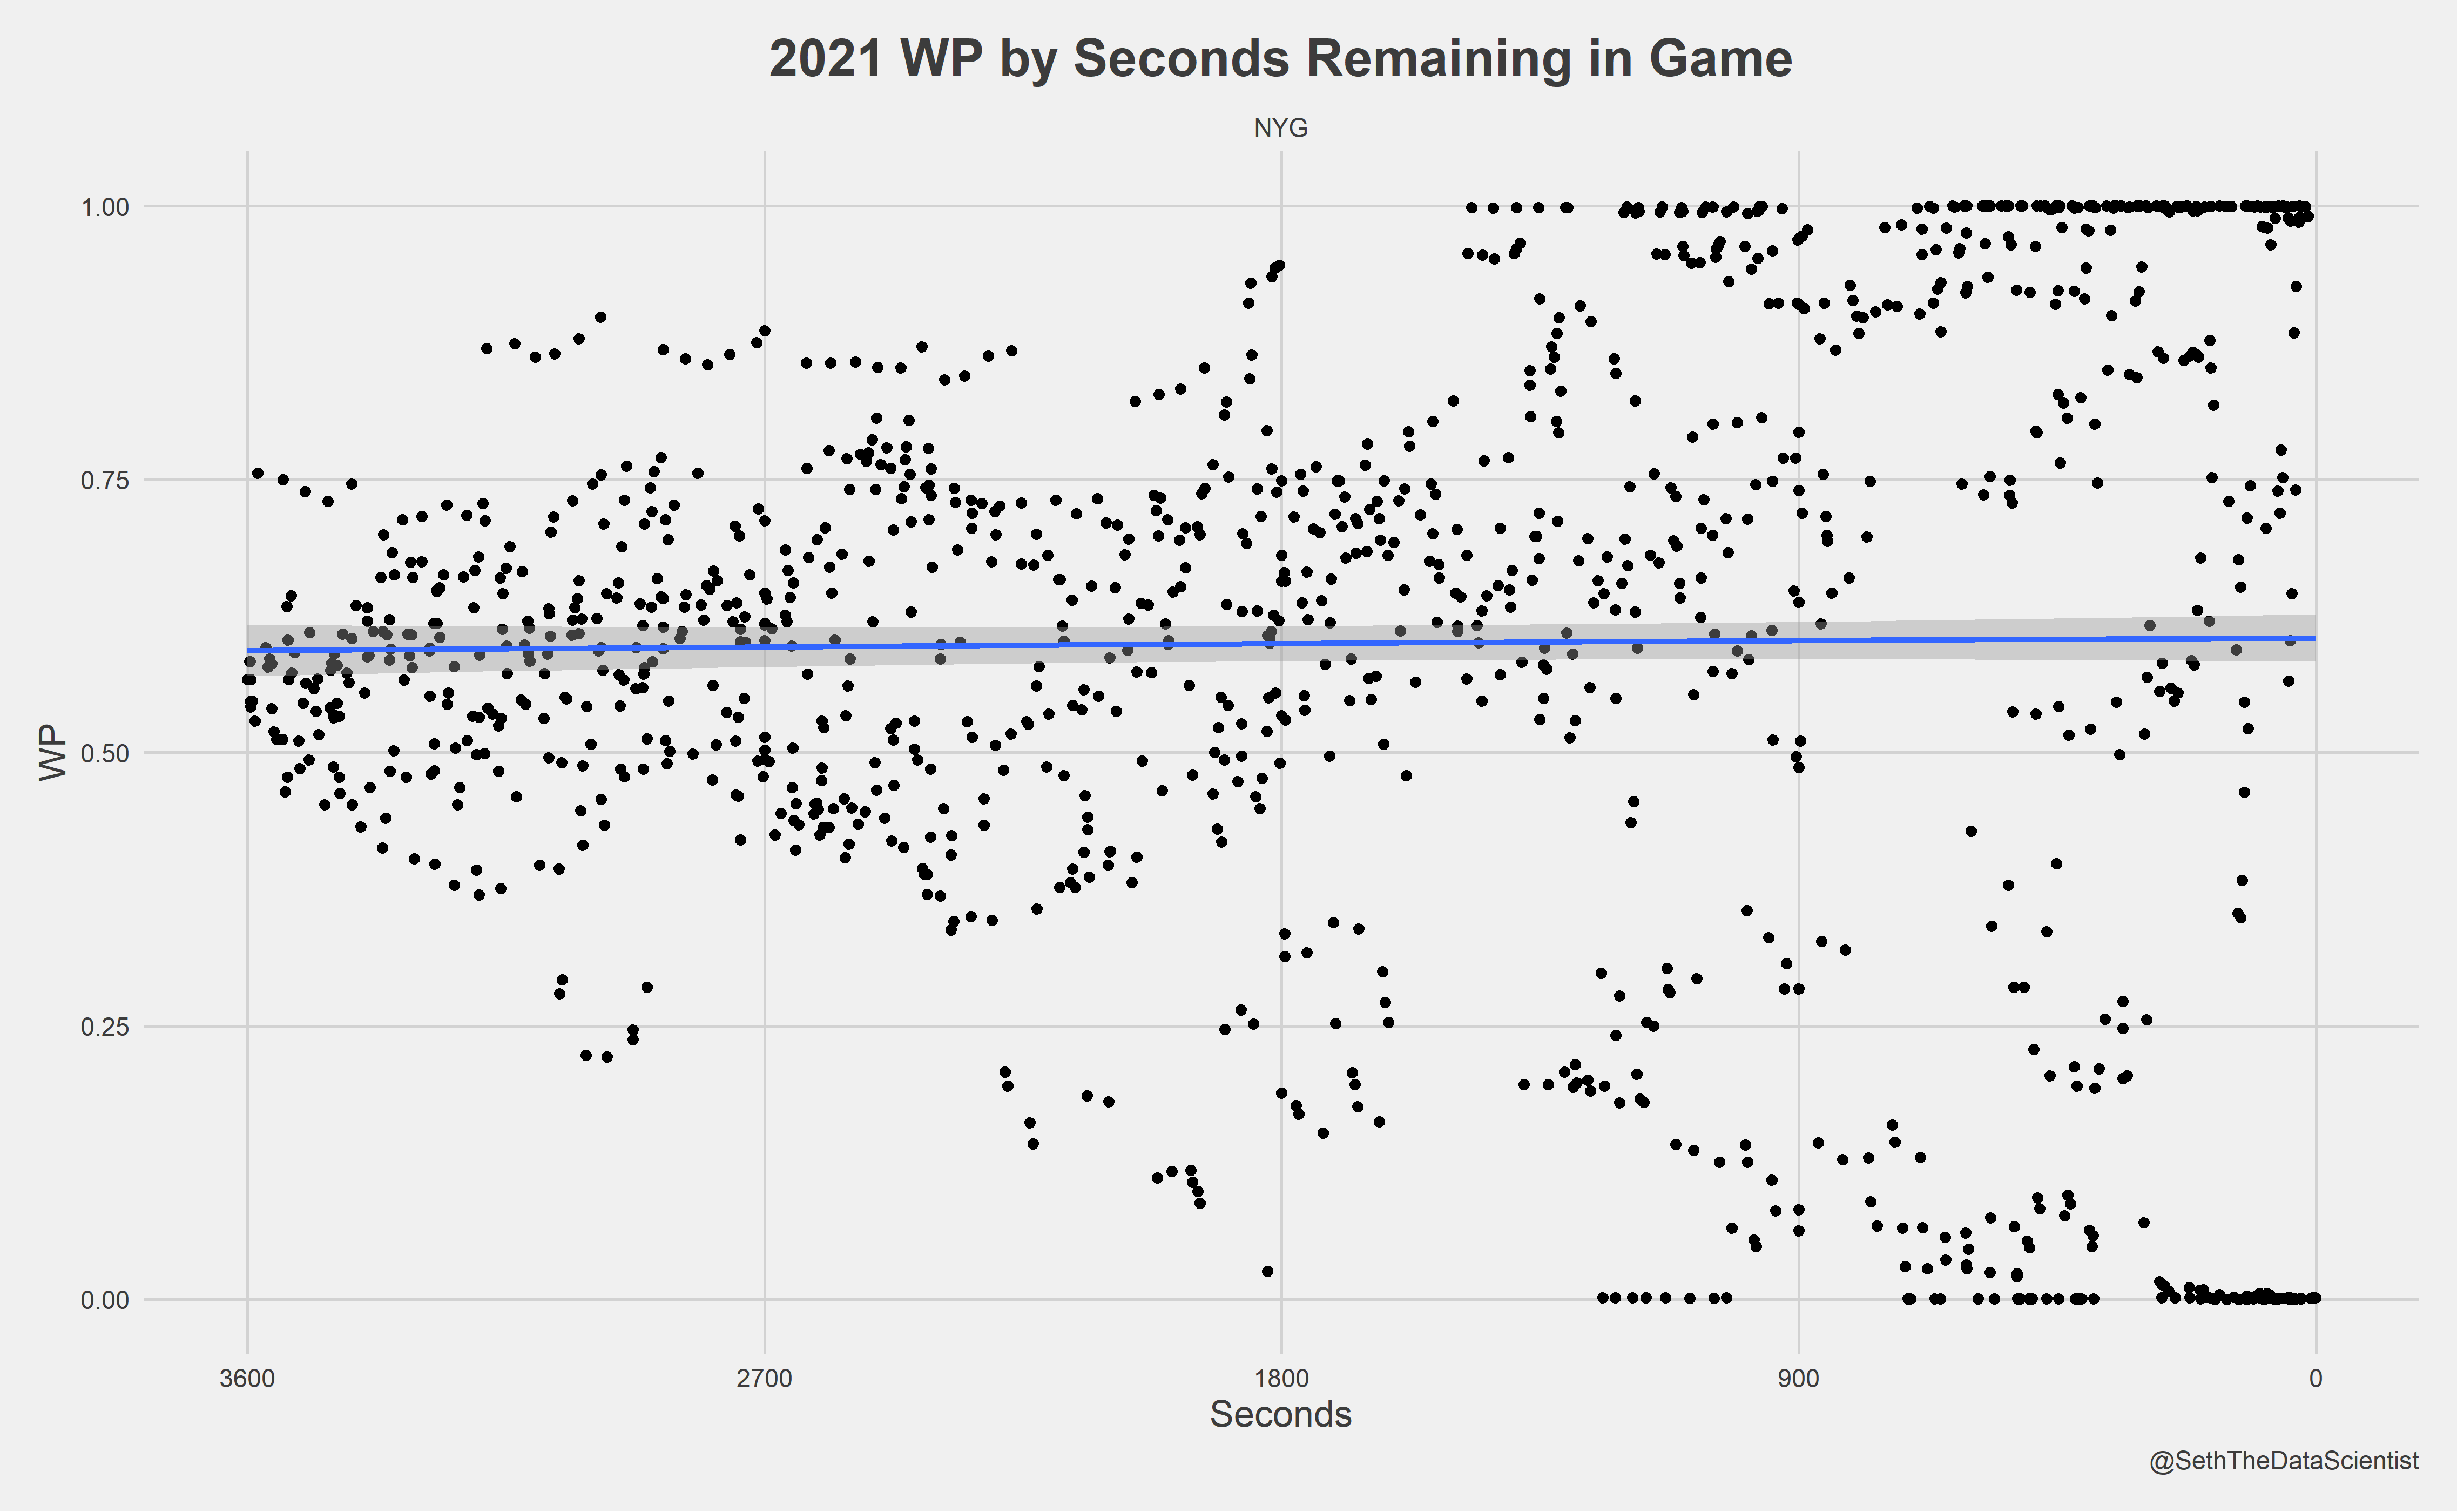 2021 WP by Seconds Remaining in Game
NYG
1.00
0.75
0.50
0.25
0.00
WP
3600 2700 1800 900 0
Seconds
@SethTheDataScientist